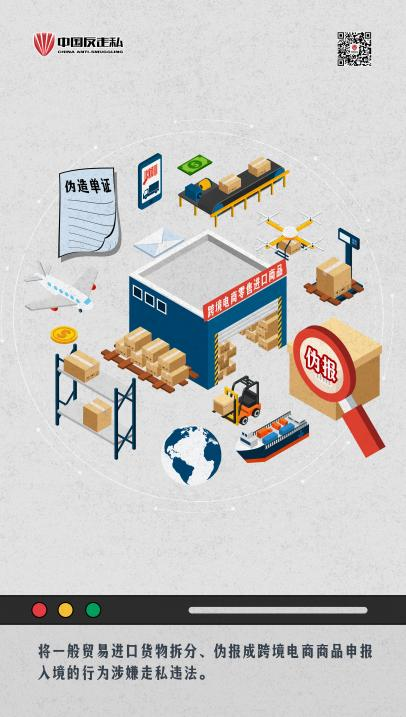 中国反走私
CHINA ANTI-SMUGGLING
伪造单证
跨境电商零售进口商品
伪报
将一般贸易进口货物拆分、伪报成跨境电商商品申报
入境的行为涉嫌走私违法。